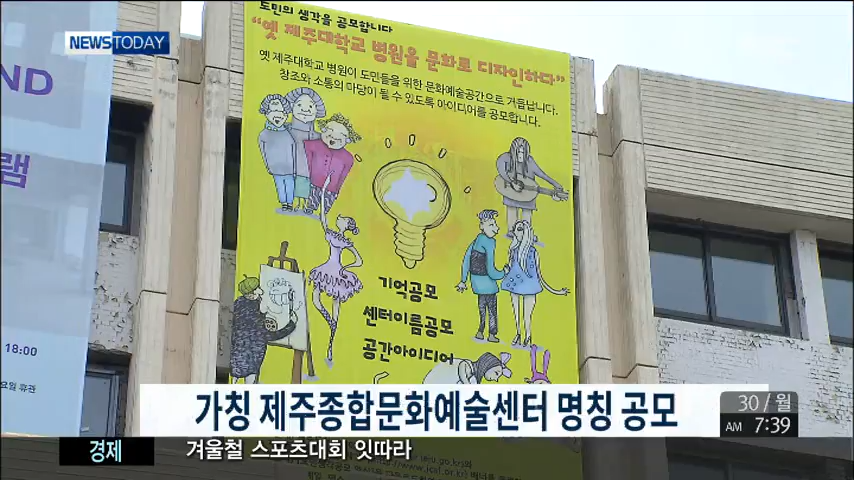 NEWSTODAY
ND
램
18:00
요일 휴관
도민의 생각을 공모합니다
"옛 제주대학교 병원을 문화로 디자인하다"
옛 제주대학교 병원이 도민들을 위한 문화예술공간으로 거듭납니다.
창조와 소통의 마당이 될 수 있도록 아이디어를 공모합니다.
기억공모
센터이름공모
공간아이디어
가칭 제주종합문화예술센터 명칭 공모
30/월
AM 7:39
경제
겨울철 스포츠대회 잇따라